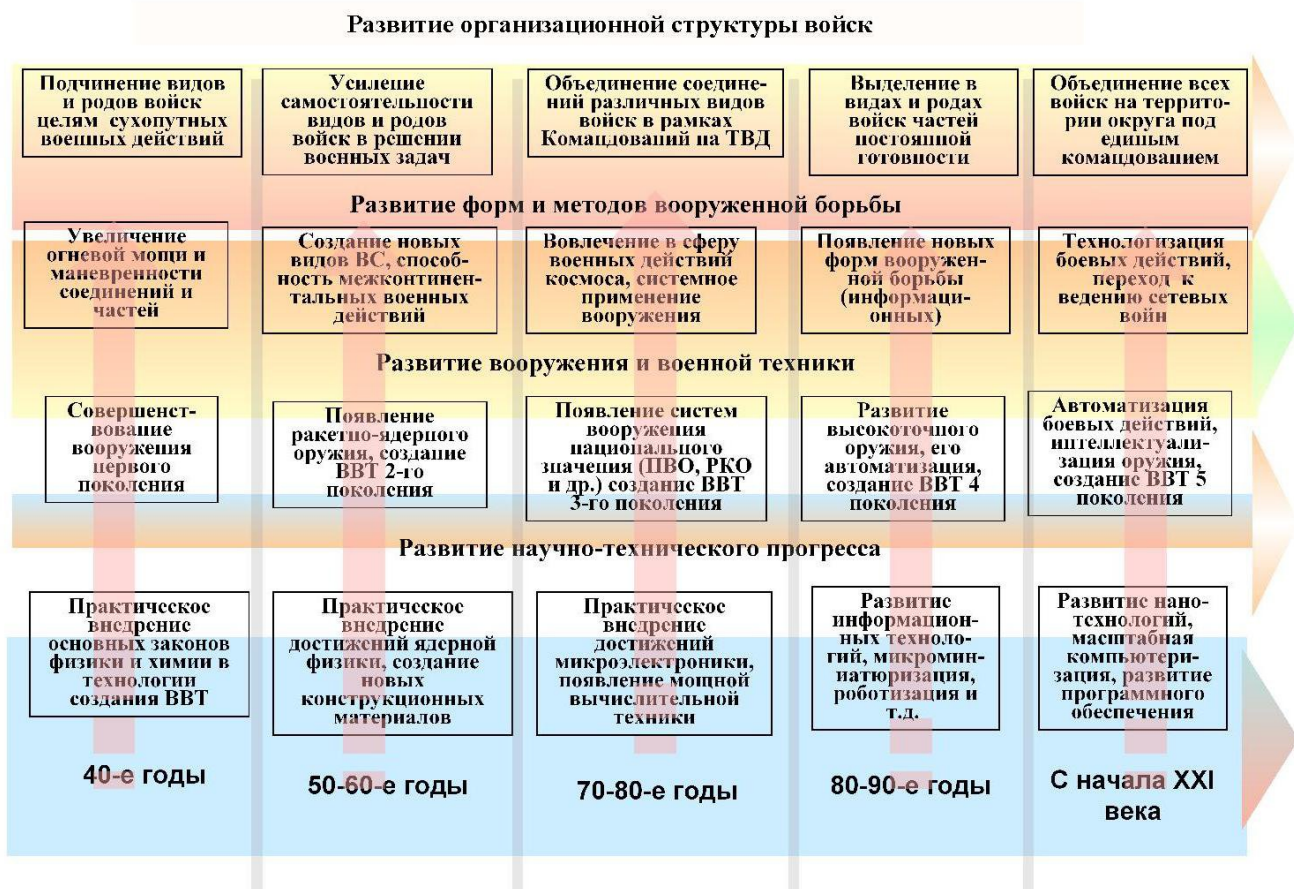 Развитие организационной структуры войск
Подчинение видов
и родов войск
целям сухопутных
военных действий
Усиление
самостоятельности
видов и родов
войск в решении
военных задач
Объединение соедине-
ний различных видов
войск в рамках
Командований на ТВД
Выделение в
видах и родах
войск частей
постоянной
готовности
Объединение всех
войск на террито-
рии округа под
единым
командованием
Развитие форм и методов вооруженной борьбы
Увеличение
огневой мощи и
маневренности
соединений и
частей
Создание новых
видов ВС, способ-
ность межконтинен-
тальных военных
действий
Вовлечение в сферу
военных действий
космоса, системное
применение
вооружения
Появление новых
форм вооружен-
ной борьбы
(информаци-
онных)
Технологизация
боевых действий,
переход к
ведению сетевых
войн
Развитие вооружения и военной техники
Совершенст-
вование
вооружения
первого
поколения
Появление
ракетно-ядерного
оружия, создание
ВВТ 2-го
поколения
Появление систем
вооружения
национального
значения (ПВО, РКО
и др.) создание ВВТ
3-го поколения
Развитие
высокоточного
оружия, его
автоматизация,
создание ВВТ 4
поколения
Автоматизация
боевых действий,
интеллектуали-
зация оружия,
создание ВВТ 5
поколения
Развитие научно-технического прогресса
Практическое
внедрение
основных законов
физики и химии в
технологии
создания ВВТ
Практическое
внедрение
достижений ядерной
физики, создание
новых
конструкционных
материалов
Практическое
внедрение
достижений
микроэлектроники,
появление мощной
вычислительной
техники
Развитие
информацион-
ных техноло-
гий, микромин-
иатюризация,
роботизация и
т.д.
Развитие нано-
технологий,
масштабная
компьютери-
зация, развитие
программного
обеспечения
40-е годы
50-60-е годы
70-80-е годы
80-90-е годы
С начала XXI
века